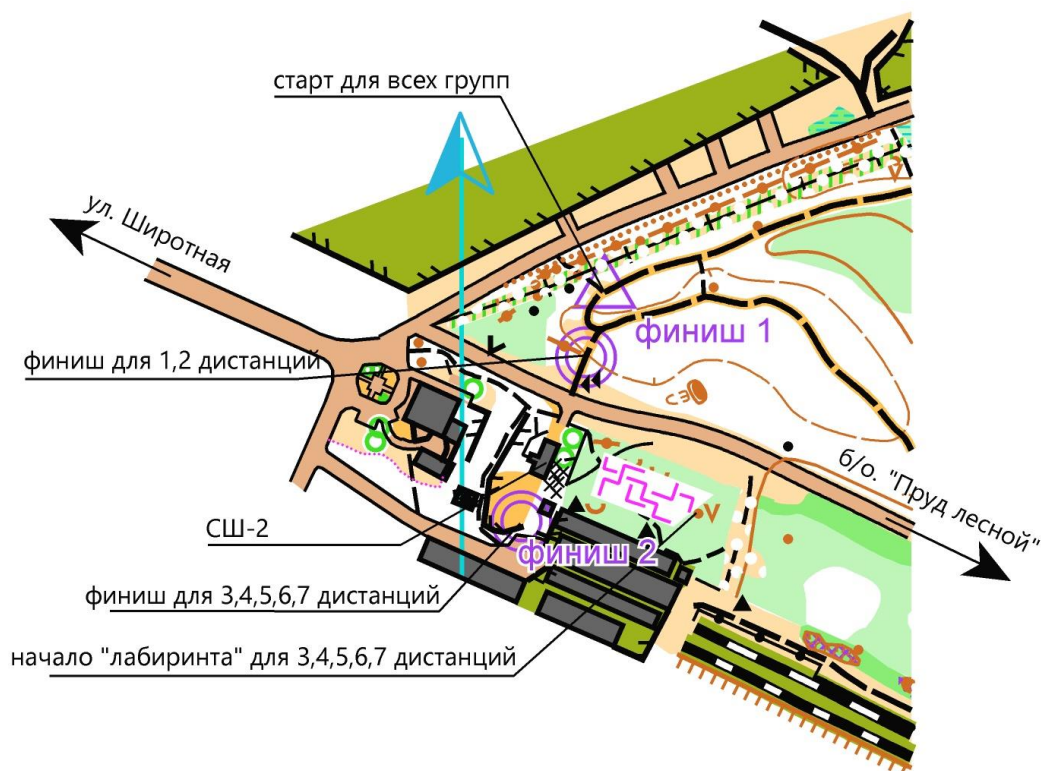 старт для всех групп
ул. Широтная
финиш 1
финиш для 1,2 дистанций
б/о. "Пруд лесной"
СШ-2
финиш 2
финиш для 3,4,5,6,7 дистанций
начало "лабиринта" для 3,4,5,6,7 дистанций